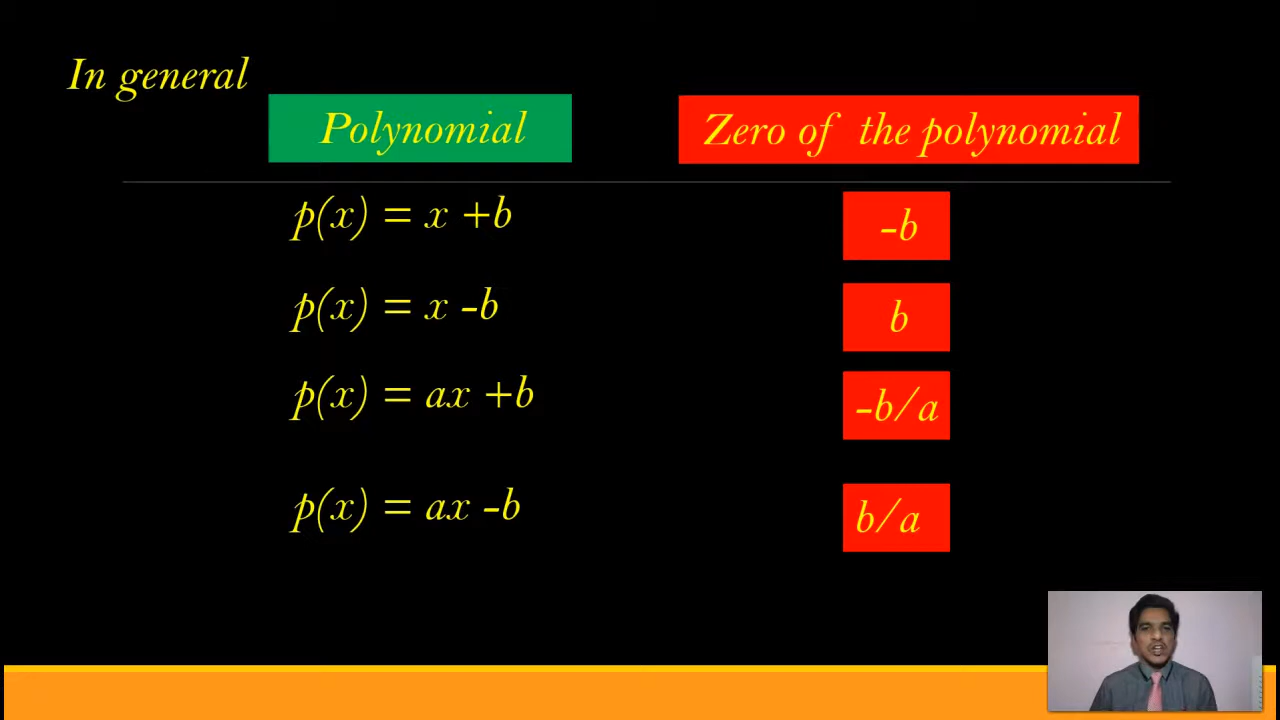 In general
Polynomial Zero of the polynomial
p(x) = x +b -b
p(x) = x -b b
p(x) = ax +b -b/a
p(x) = ax -b b/a